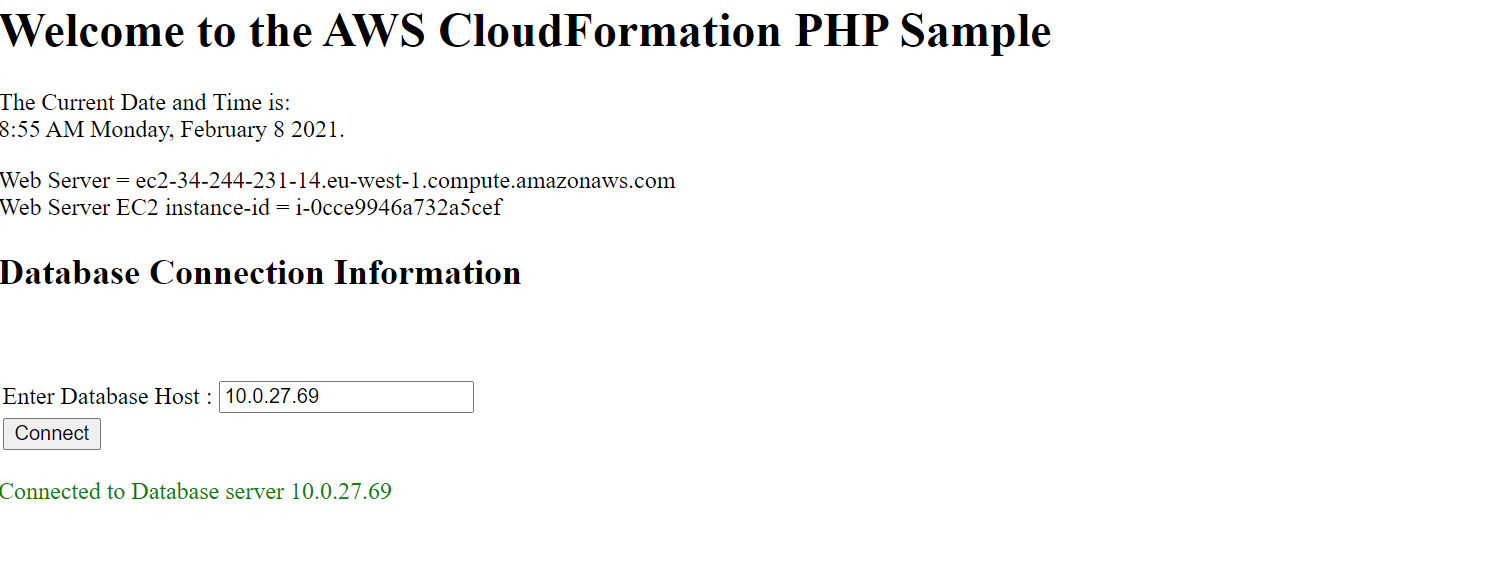 Welcome to the AWS CloudFormation PHP Sample
The Current Date and Time is:
8:55 AM Monday, February 8 2021.
Web Server = ec2-34-244-231-14.eu-west-1.compute.amazonaws.com
Web Server EC2 instance-id = i-0cce9946a732a5cef
Database Connection Information
Enter Database Host : 10.0.27.69
Connect
Connected to Database server 10.0.27.69